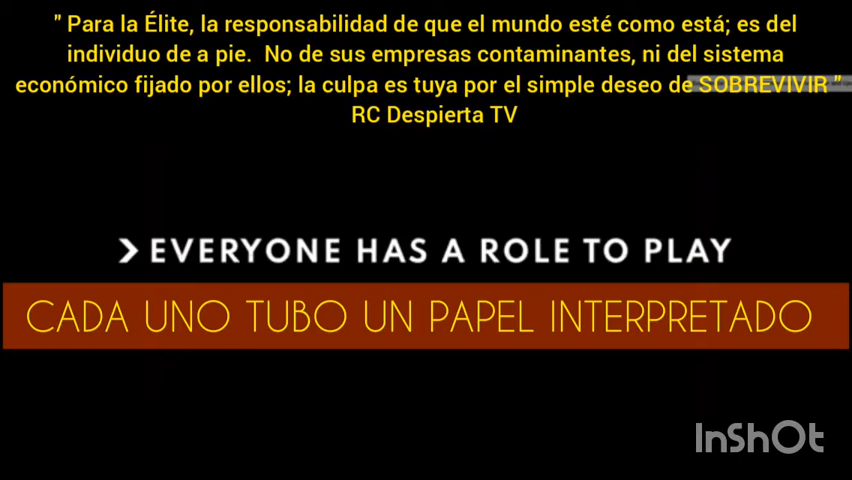 " Para la Élite, la responsabilidad de que el mundo esté como está; es del
individuo de a pie.  No de sus empresas contaminantes, ni del sistema
económico fijado por ellos; la culpa es tuya por el simple deseo de SOBREVIVIR "
RC Despierta TV
> EVERYONE HAS A ROLE TO PLAY
CADA UNO TUBO UN PAPEL INTERPRETADO
InShOt